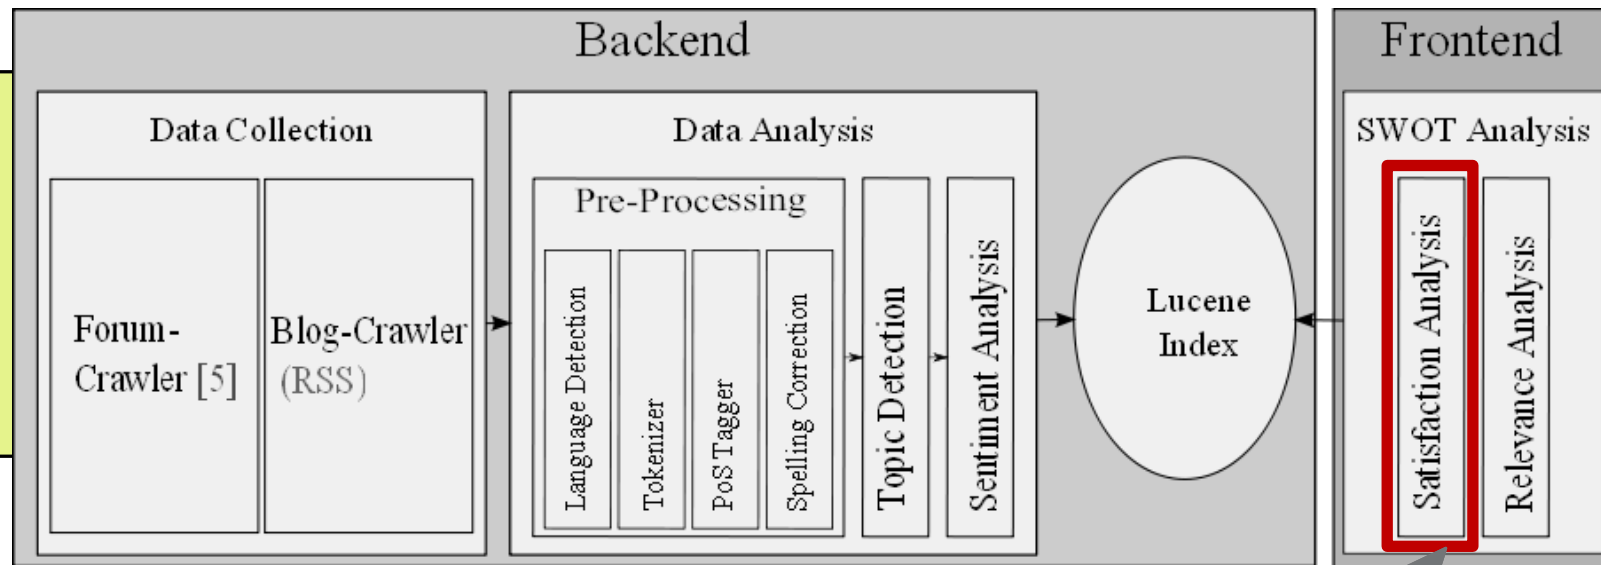 Backend
Data Collection
Forum-
Crawler [5]
Blog-Crawler
(RSS)
Data Analysis
Pre-Processing
Language Detection
Tokenizer
PoS Tagger
Spelling Correction
Topic Detection
Sentiment Analysis
Lucene
Index
Frontend
SWOT Analysis
Satisfaction Analysis
Relevance Analysis